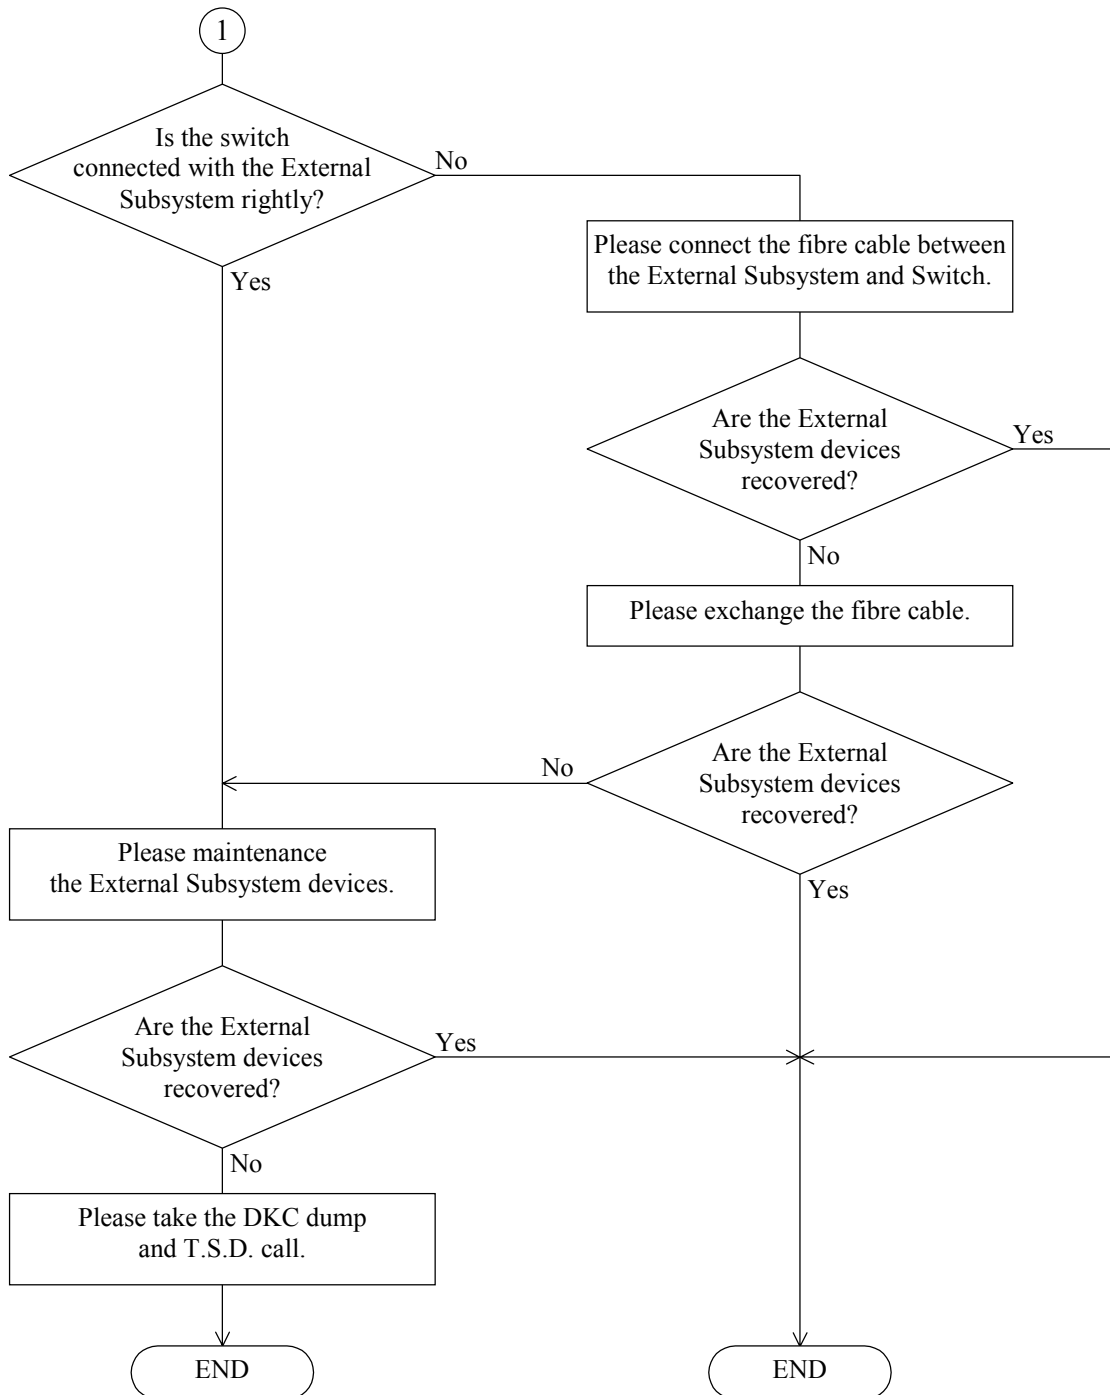 1
Is the switch
connected with the External
Subsystem rightly?
No
Yes
Please connect the fibre cable between
the External Subsystem and Switch.
Are the External
Subsystem devices
recovered?
Yes
No
Please exchange the fibre cable.
Are the External
Subsystem devices
recovered?
No
Yes
Please maintenance
the External Subsystem devices.
Are the External
Subsystem devices
recovered?
Yes
No
Please take the DKC dump
and T.S.D. call.
END
END